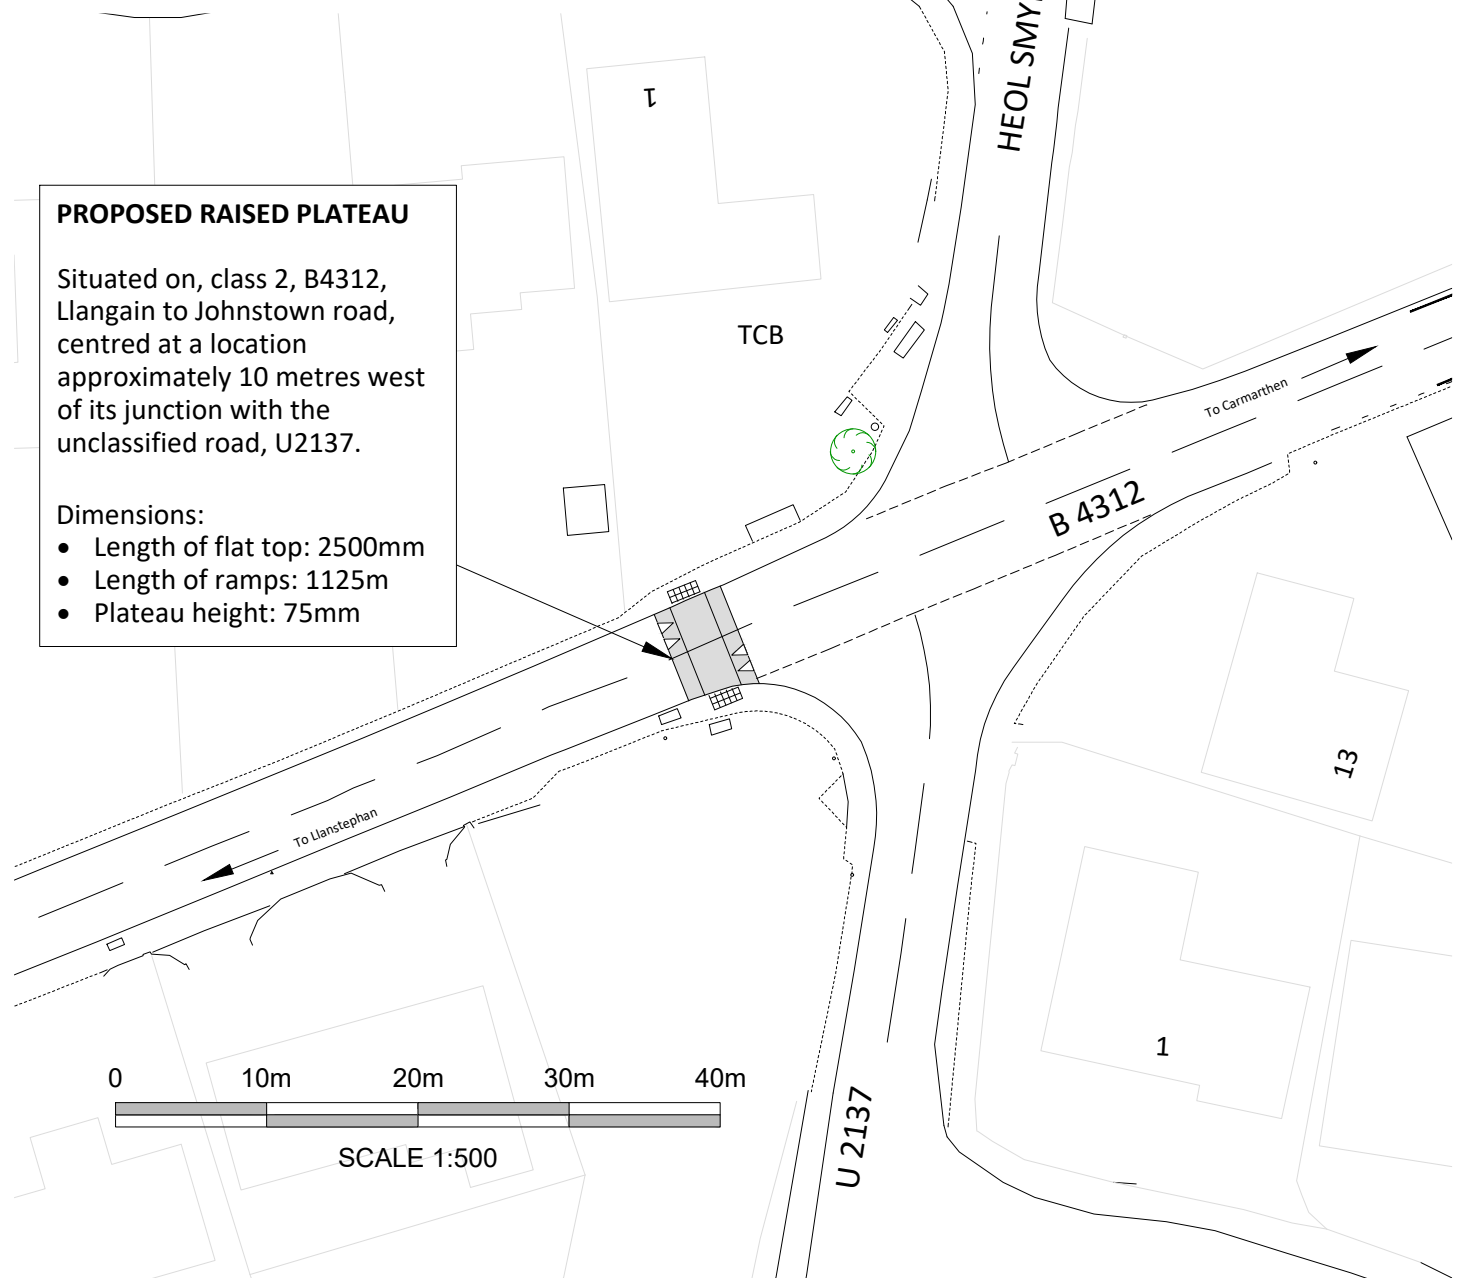 HEOL SMY
1
PROPOSED RAISED PLATEAU
Situated on, class 2, B4312,
Llangain to Johnstown road,
centred at a location
approximately 10 metres west
of its junction with the
unclassified road, U2137.
Dimensions:
• Length of flat top: 2500mm
• Length of ramps: 1125m
• Plateau height: 75mm
TCB
To Carmarthen
B 4312
13
To Llanstephan
1
0 10m 20m 30m 40m
SCALE 1:500
U 2137